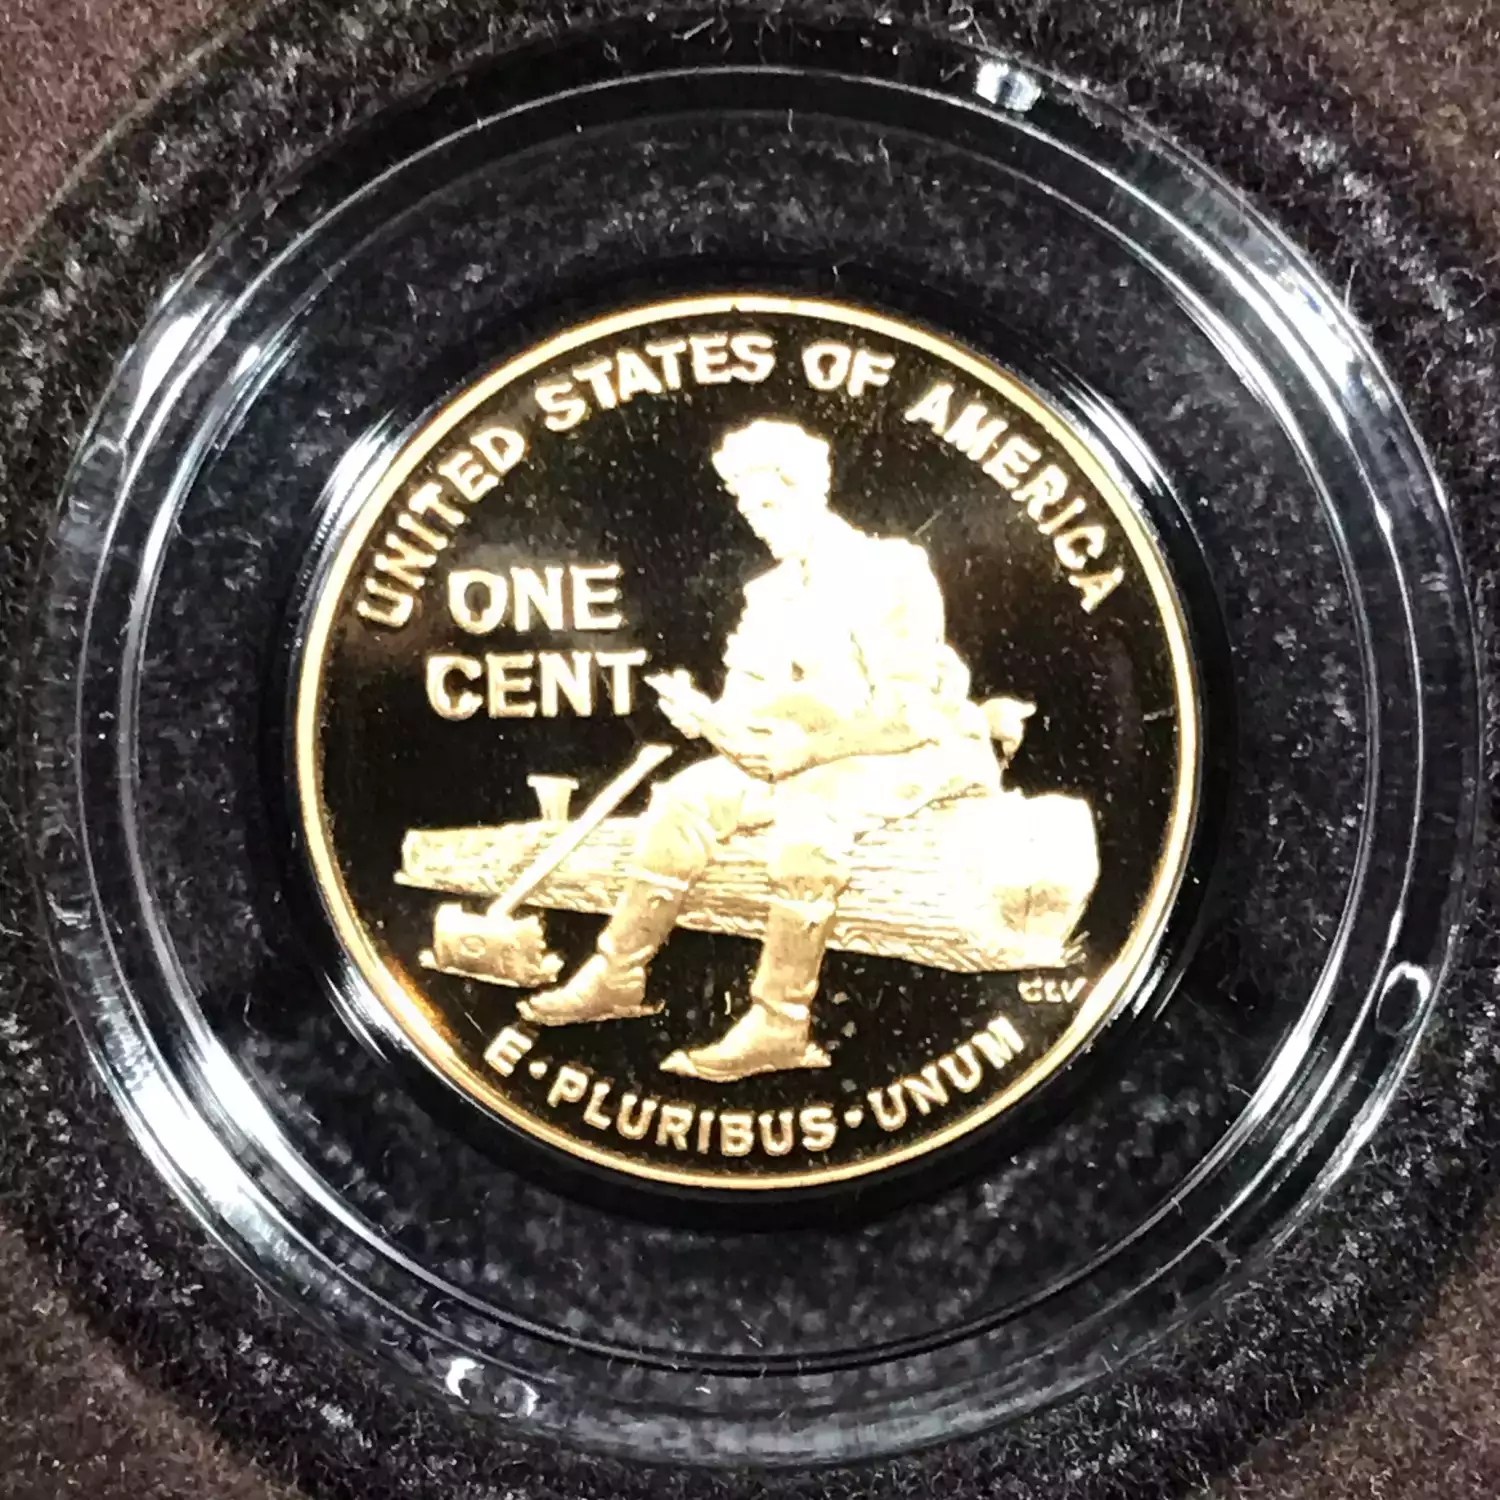 UNITED STATES OF AMERICA
ONE
CENT
CLV
E·PLURIBUS·UNUM